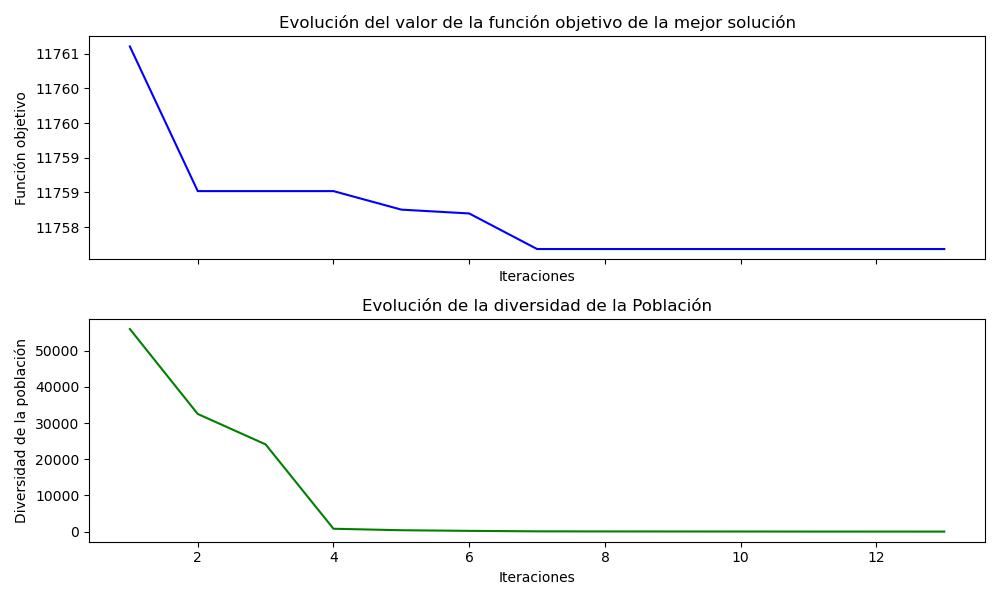 Evolución del valor de la función objetivo de la mejor solución
11761
11760
11760
11759
11759
11758
Función objetivo
Iteraciones
Evolución de la diversidad de la Población
50000
40000
30000
20000
10000
0
Diversidad de la población
2 4 6 8 10 12
Iteraciones